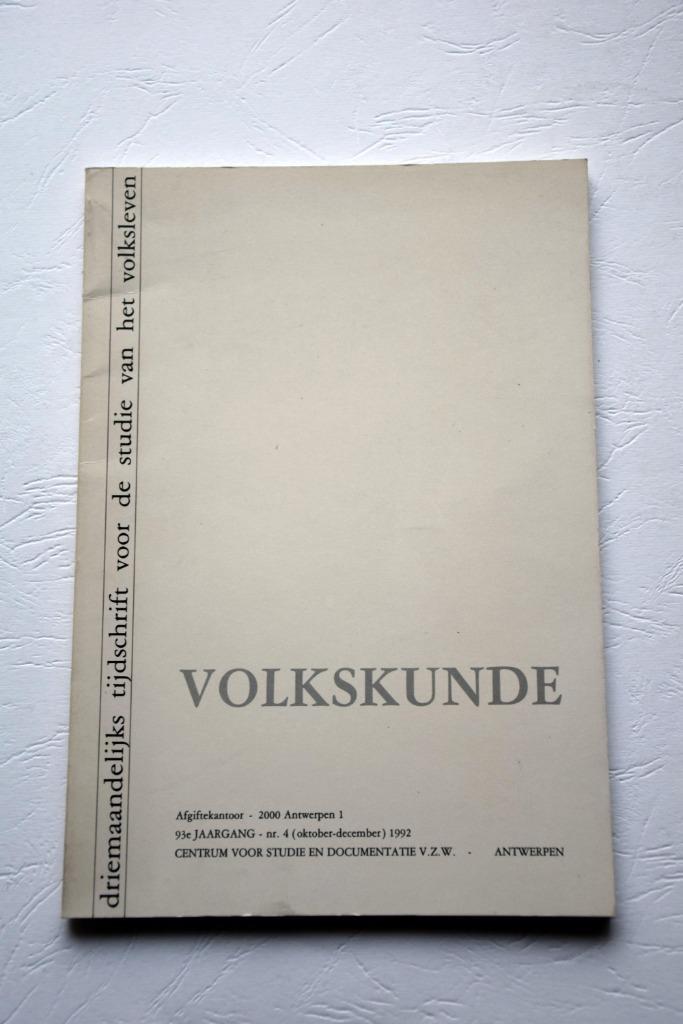 driemaandelijks tijdschrift voor de studie van het volksleven
VOLKSKUNDE
Afgiftekantoor - 2000 Antwerpen 1
93e JAARGANG - nr. 4 (oktober-december) 1992
CENTRUM VOOR STUDIE EN DOCUMENTATIE V.Z.W. - ANTWERPEN